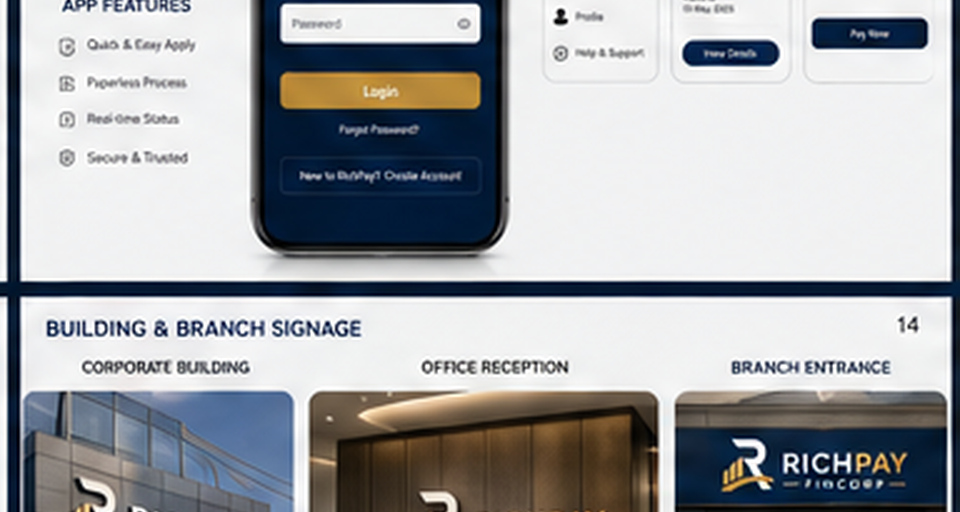 APP FEATURES
Quick & Easy Apply
Paperless Process
Real-time Status
Secure & Trusted
Password
Login
Forgot Password?
New to RichPay? Create Account
Profile
Help & Support
View Details
Pay Now
BUILDING & BRANCH SIGNAGE
14
CORPORATE BUILDING
OFFICE RECEPTION
BRANCH ENTRANCE
RICHPAY
FINCORP